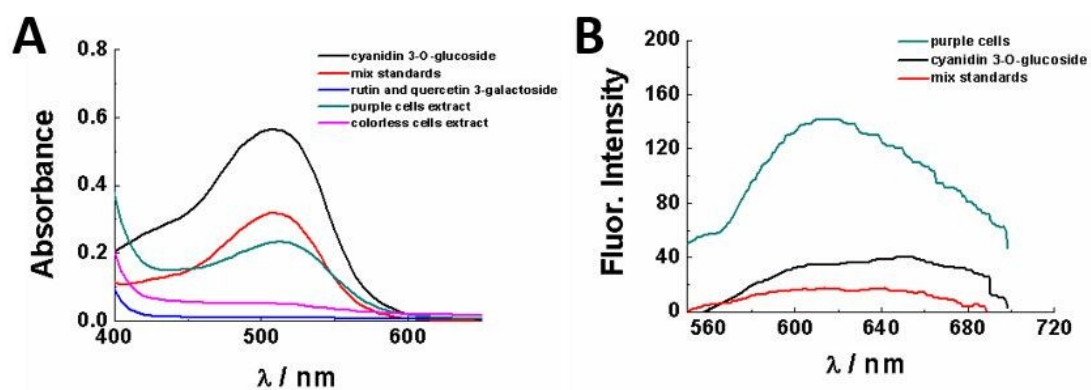 A
0.8
0.6
0.4
0.2
0.0
Absorbance
cyanidin 3-O-glucoside
mix standards
rutin and quercetin 3-galactoside
purple cells extract
colorless cells extract
400
500
600
λ / nm
B
200
160
120
80
40
0
Fluor. Intensity
purple cells
cyanidin 3-O-glucoside
mix standards
560
600
640
680
720
λ / nm